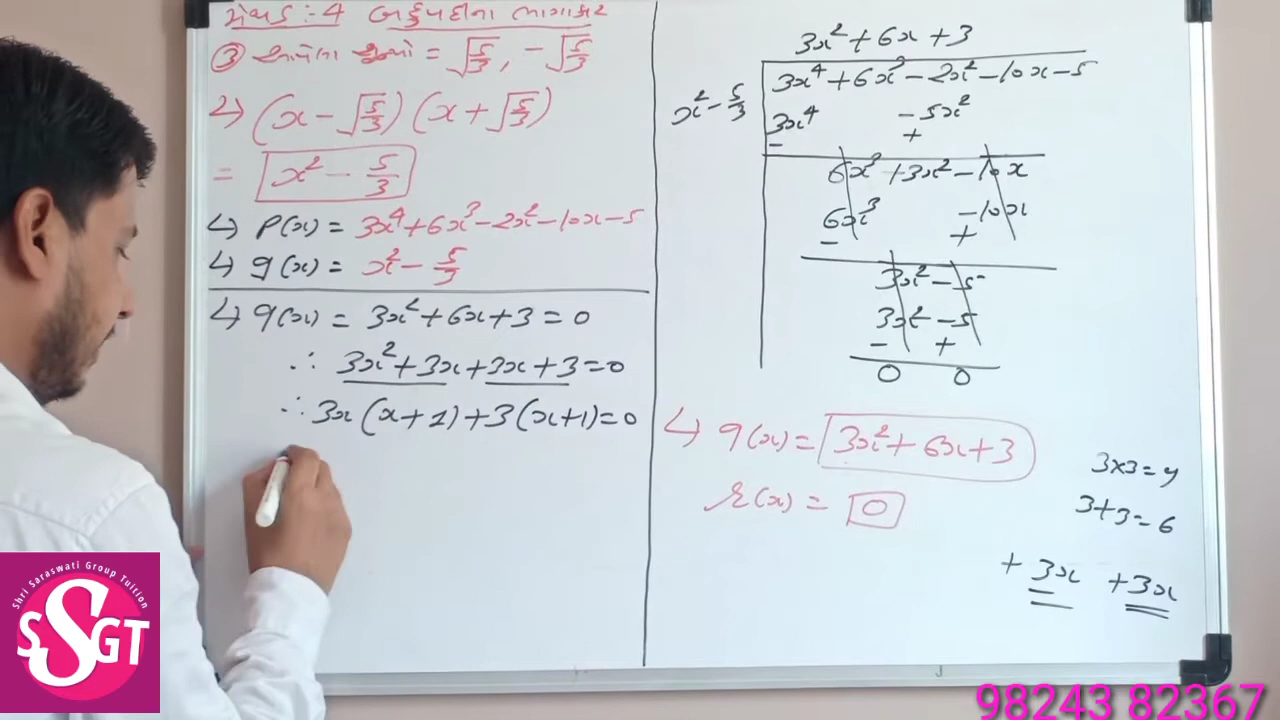 મેથડ :- 4 બહુપદીના ભાગાકાર
③ આપેલા શૂન્યો = √5/3, -√5/3
↳ (x - √5/3) (x + √5/3)
= x² - 5/3
↳ P(x) = 3x⁴ + 6x³ - 2x² - 10x - 5
↳ g(x) = x² - 5/3
↳ q(x) = 3x² + 6x + 3 = 0
∴ 3x² + 3x + 3x + 3 = 0
∴ 3x (x + 1) + 3 (x + 1) = 0
3x² + 6x + 3
x² - 5/3 3x⁴ + 6x³ - 2x² - 10x - 5
3x⁴ - 5x²
- +
6x³ + 3x² - 10x
6x³ - 10x
- +
3x² - 5
3x² - 5
- +
0 0
↳ q(x) = 3x² + 6x + 3
r(x) = 0
3×3 = 9
3+3 = 6
+ 3x + 3x
Shri Saraswati Group Tuition
SSGT
98243 82367